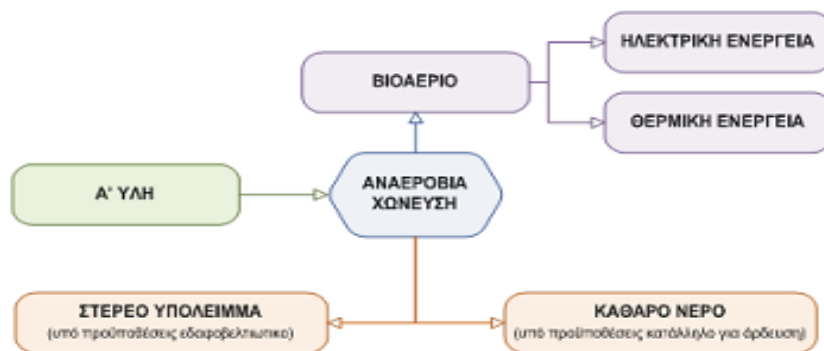 ΗΛΕΚΤΡΙΚΗ ΕΝΕΡΓΕΙΑ
ΒΙΟΑΕΡΙΟ
ΘΕΡΜΙΚΗ ΕΝΕΡΓΕΙΑ
Α' ΥΛΗ
ΑΝΑΕΡΟΒΙΑ
ΧΩΝΕΥΣΗ
ΣΤΕΡΕΟ ΥΠΟΛΕΙΜΜΑ
(υπό προϋποθέσεις εδαφοβελτιωτικο)
ΚΑΘΑΡΟ ΝΕΡΟ
(υπό προϋποθέσεις κατάλληλο για άρδευση)